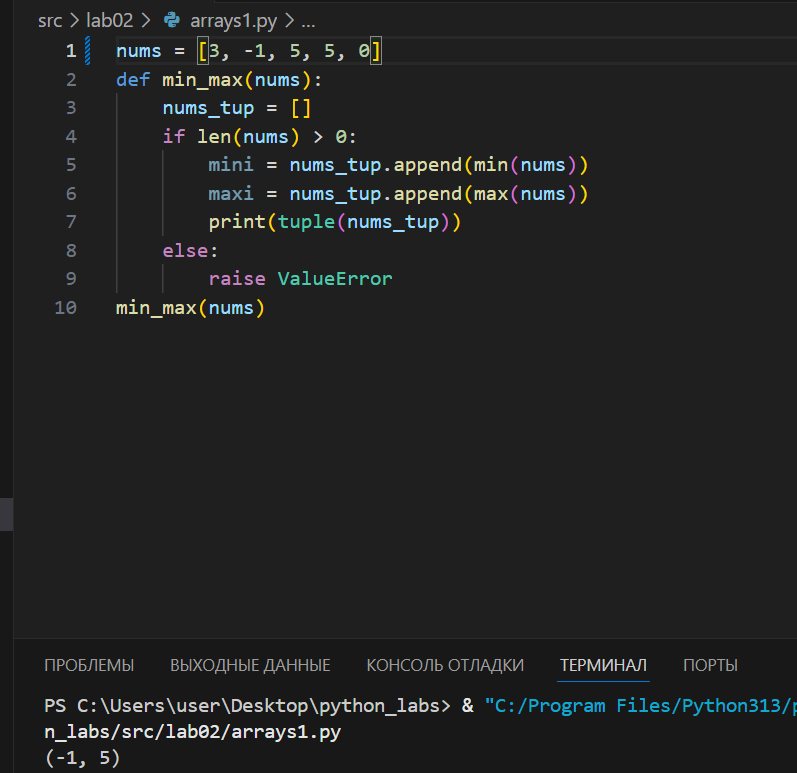 src > lab02 > arrays1.py > ...
1 nums = [3, -1, 5, 5, 0]
2 def min_max(nums):
3     nums_tup = []
4     if len(nums) > 0:
5         mini = nums_tup.append(min(nums))
6         maxi = nums_tup.append(max(nums))
7         print(tuple(nums_tup))
8     else:
9         raise ValueError
10 min_max(nums)
ПРОБЛЕМЫ ВЫХОДНЫЕ ДАННЫЕ КОНСОЛЬ ОТЛАДКИ ТЕРМИНАЛ ПОРТЫ
PS C:\Users\user\Desktop\python_labs> & "C:/Program Files/Python313/
n_labs/src/lab02/arrays1.py
(-1, 5)